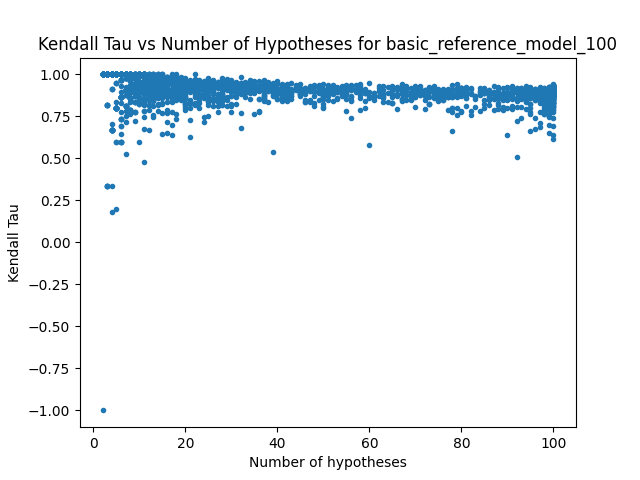 Kendall Tau vs Number of Hypotheses for basic_reference_model_100
1.00
0.75
0.50
0.25
0.00
−0.25
−0.50
−0.75
−1.00
Kendall Tau
0 20 40 60 80 100
Number of hypotheses